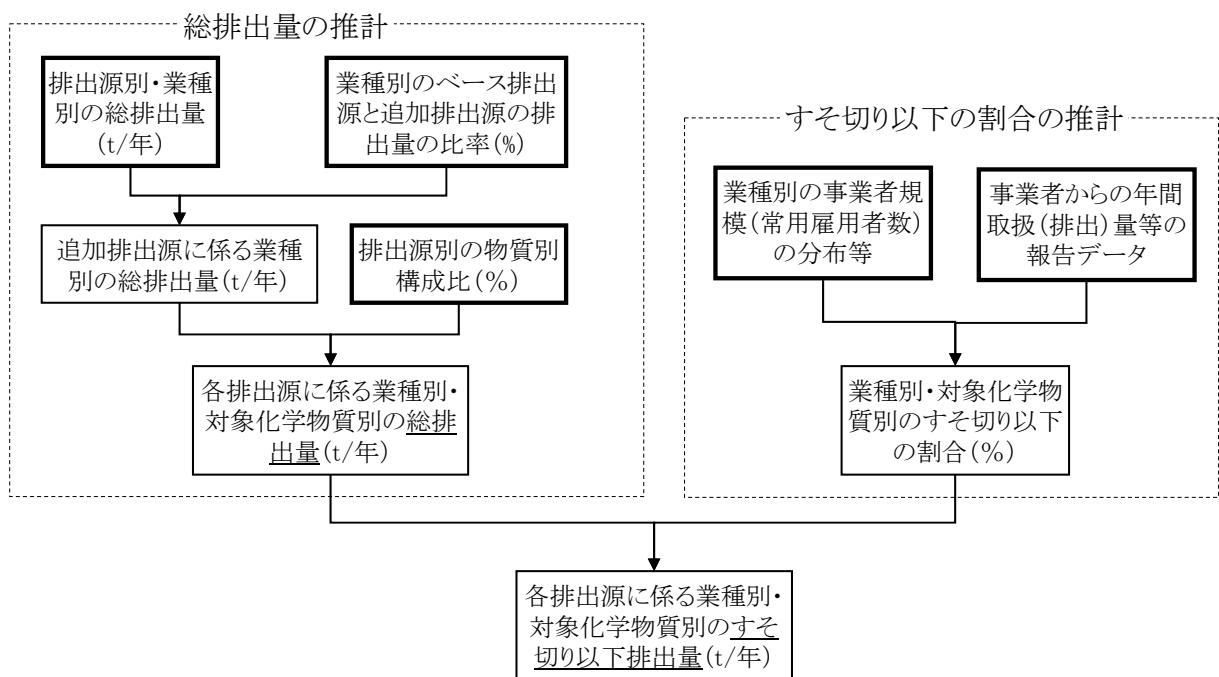 総排出量の推計
排出源別・業種
別の総排出量
(t/年)
業種別のベース排出
源と追加排出源の排
出量の比率(%)
追加排出源に係る業種
別の総排出量(t/年)
排出源別の物質別
構成比(%)
各排出源に係る業種別・
対象化学物質別の総排
出量(t/年)
すそ切り以下の割合の推計
業種別の事業者規
模(常用雇用者数)
の分布等
事業者からの年間
取扱(排出)量等の
報告データ
業種別・対象化学物
質別のすそ切り以下
の割合(%)
各排出源に係る業種別・
対象化学物質別のすそ
切り以下排出量(t/年)